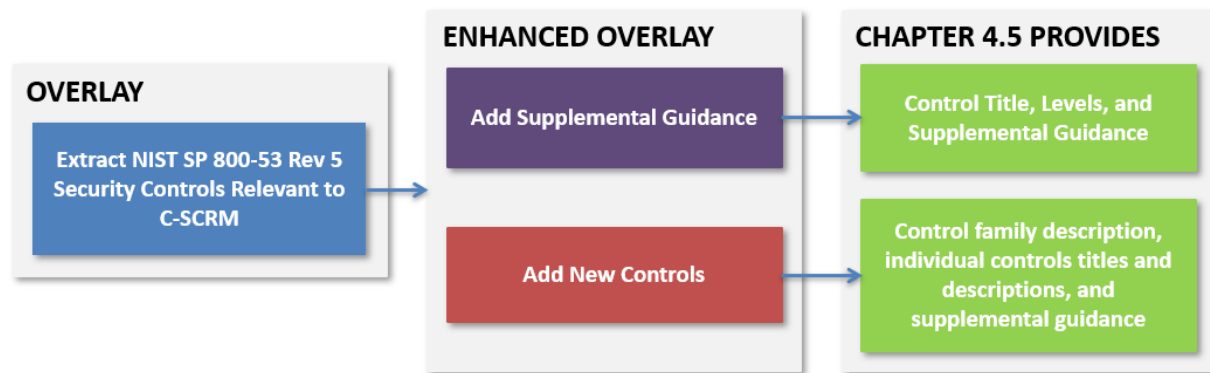 OVERLAY
Extract NIST SP 800-53 Rev 5
Security Controls Relevant to
C-SCRM
ENHANCED OVERLAY
Add Supplemental Guidance
Add New Controls
CHAPTER 4.5 PROVIDES
Control Title, Levels, and
Supplemental Guidance
Control family description,
individual controls titles and
descriptions, and
supplemental guidance